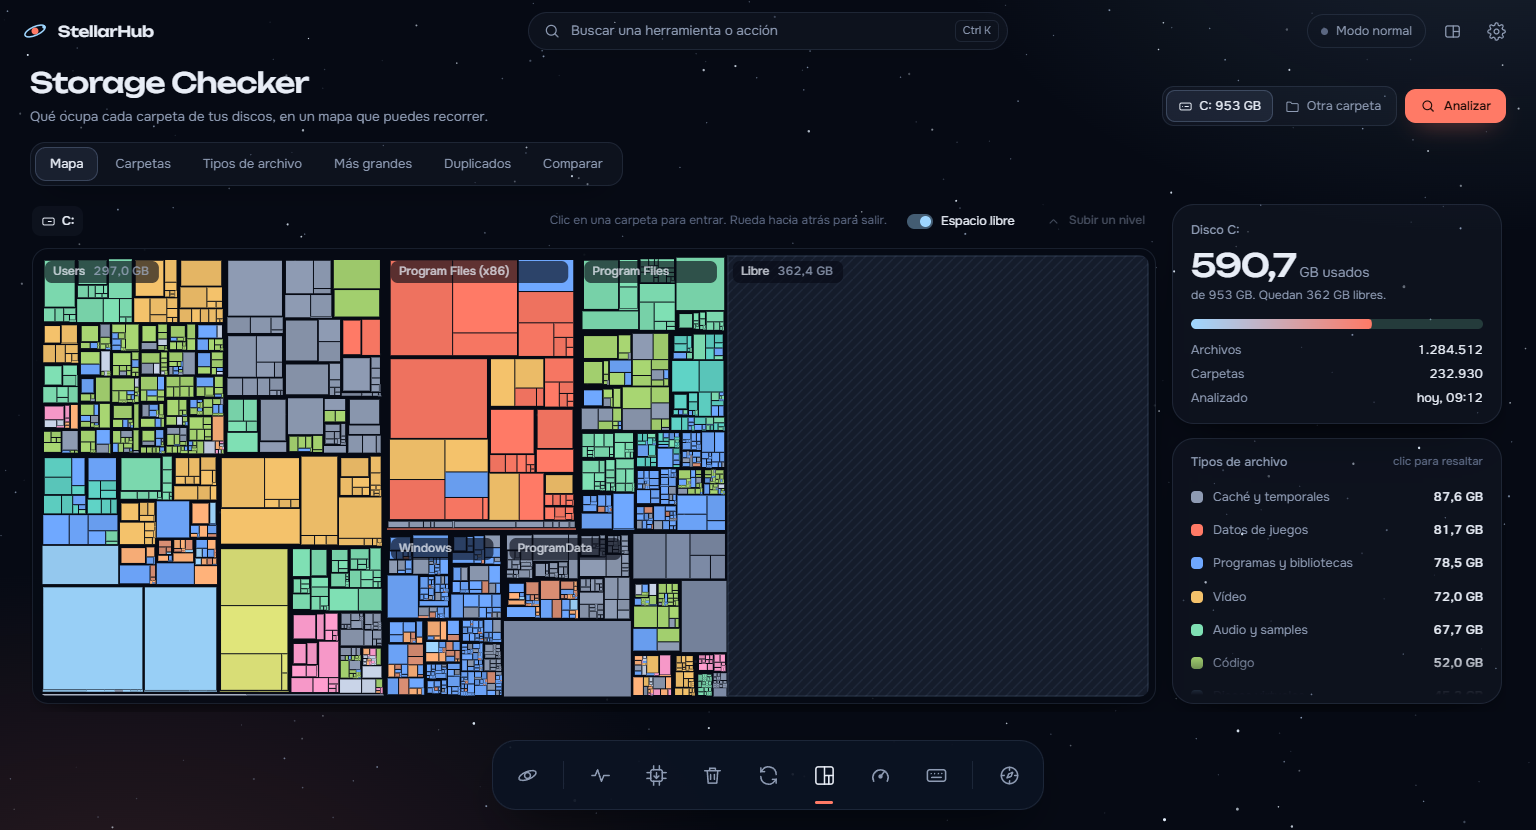 StellarHub
Buscar una herramienta o acción
Ctrl K
Modo normal
Storage Checker
Qué ocupa cada carpeta de tus discos, en un mapa que puedes recorrer.
C: 953 GB
Otra carpeta
Analizar
Mapa
Carpetas
Tipos de archivo
Más grandes
Duplicados
Comparar
C:
Clic en una carpeta para entrar. Rueda hacia atrás para salir.
Espacio libre
Subir un nivel
Users 297,0 GB
Program Files (x86)
Program Files
Libre 362,4 GB
Windows
ProgramData
Disco C:
590,7 GB usados
de 953 GB. Quedan 362 GB libres.
Archivos 1.284.512
Carpetas 232.930
Analizado hoy, 09:12
Tipos de archivo clic para resaltar
Caché y temporales 87,6 GB
Datos de juegos 81,7 GB
Programas y bibliotecas 78,5 GB
Vídeo 72,0 GB
Audio y samples 67,7 GB
Código 52,0 GB